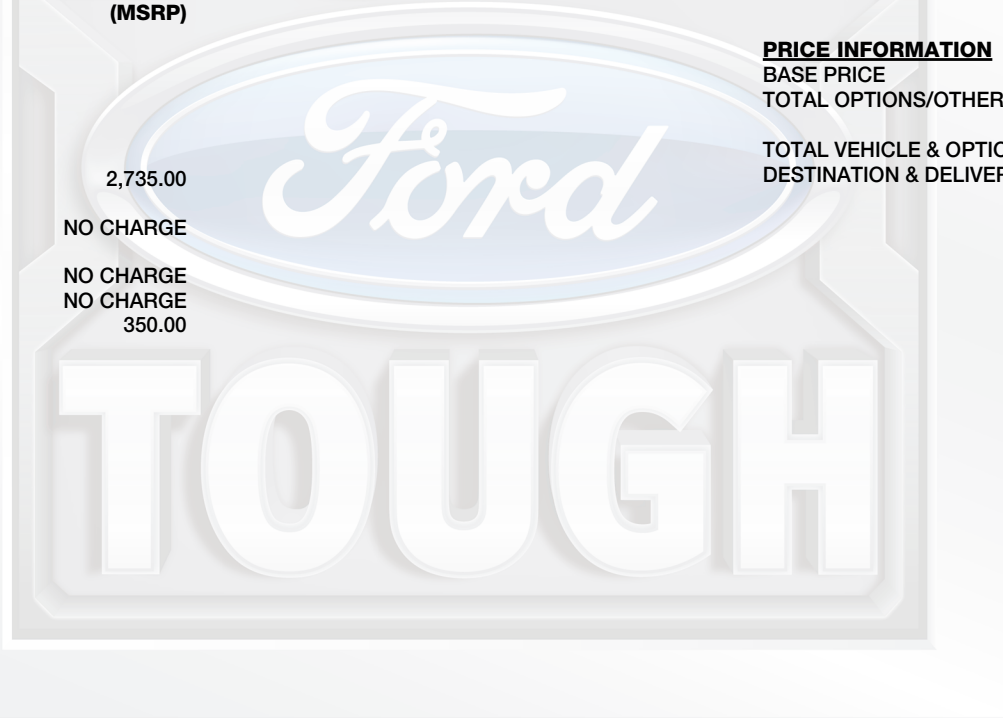 (MSRP)
2,735.00
NO CHARGE
NO CHARGE
NO CHARGE
350.00
PRICE INFORMATION
BASE PRICE
TOTAL OPTIONS/OTHER
TOTAL VEHICLE & OPTIO
DESTINATION & DELIVER
Ford
TOUGH